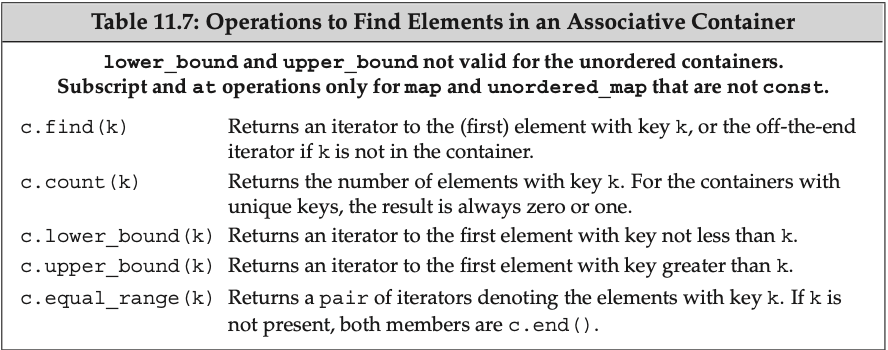 Table 11.7: Operations to Find Elements in an Associative Container
lower_bound and upper_bound not valid for the unordered containers.
Subscript and at operations only for map and unordered_map that are not const.
c.find(k) Returns an iterator to the (first) element with key k, or the off-the-end
iterator if k is not in the container.
c.count(k) Returns the number of elements with key k. For the containers with
unique keys, the result is always zero or one.
c.lower_bound(k) Returns an iterator to the first element with key not less than k.
c.upper_bound(k) Returns an iterator to the first element with key greater than k.
c.equal_range(k) Returns a pair of iterators denoting the elements with key k. If k is
not present, both members are c.end().